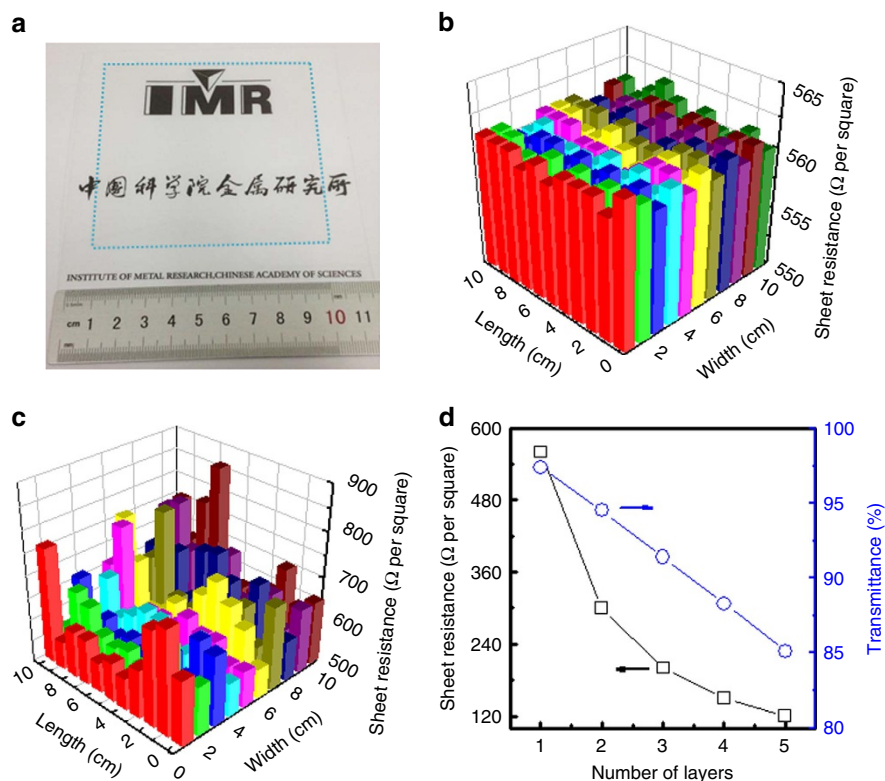 a
IMR
中国科学院金属研究所
INSTITUTE OF METAL RESEARCH,CHINESE ACADEMY OF SCIENCES
cm 1 2 3 4 5 6 7 8 9 10 11
b
565
560
555
550
Sheet resistance (Ω per square)
10
8
6
4
2
0
Length (cm)
2
4
6
8
10
Width (cm)
c
900
800
700
600
500
Sheet resistance (Ω per square)
10
8
6
4
2
0
Length (cm)
0
2
4
6
8
10
Width (cm)
d
600
480
360
240
120
Sheet resistance (Ω per square)
100
95
90
85
80
Transmittance (%)
1 2 3 4 5
Number of layers